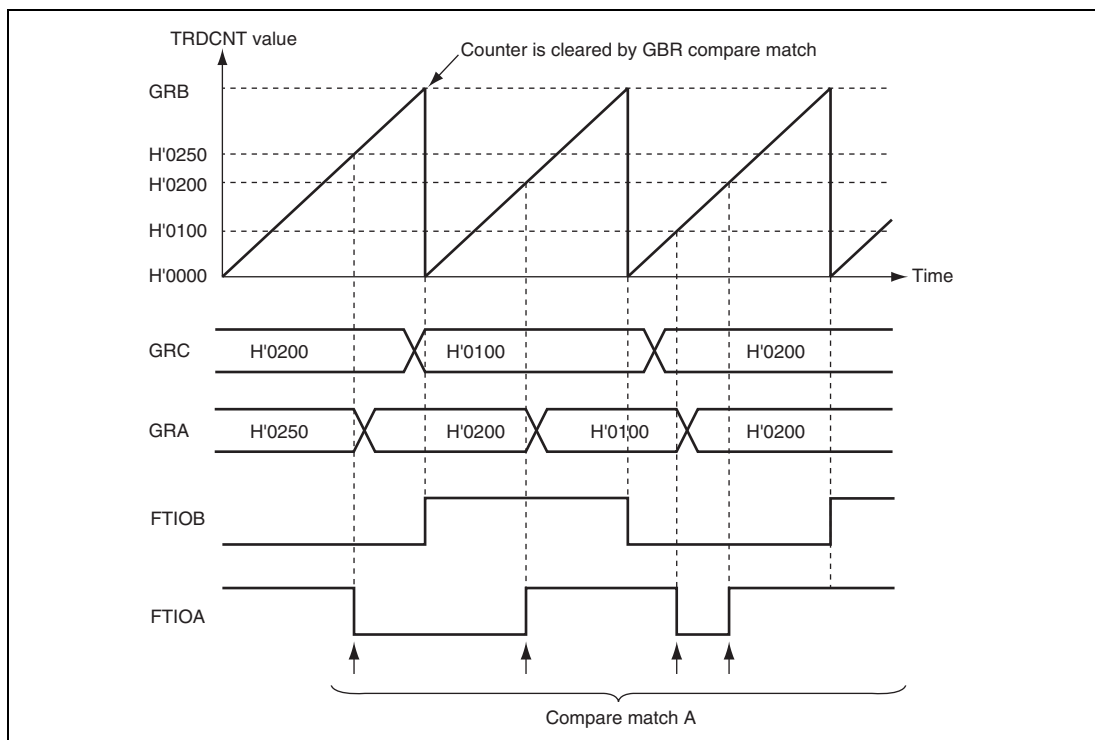 TRDCNT value
Counter is cleared by GBR compare match
GRB
H'0250
H'0200
H'0100
H'0000
Time
GRC
H'0200
H'0100
H'0200
GRA
H'0250
H'0200
H'0100
H'0200
FTIOB
FTIOA
Compare match A